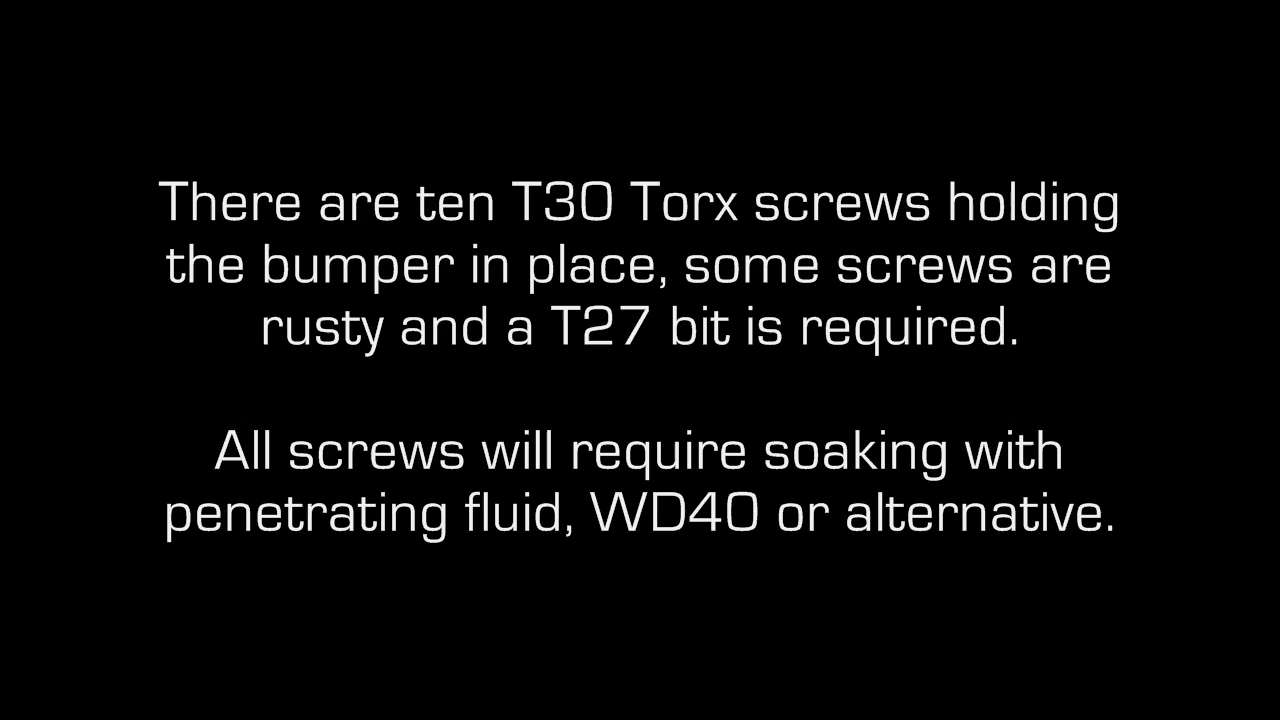 There are ten T30 Torx screws holding
the bumper in place, some screws are
rusty and a T27 bit is required.
All screws will require soaking with
penetrating fluid, WD40 or alternative.